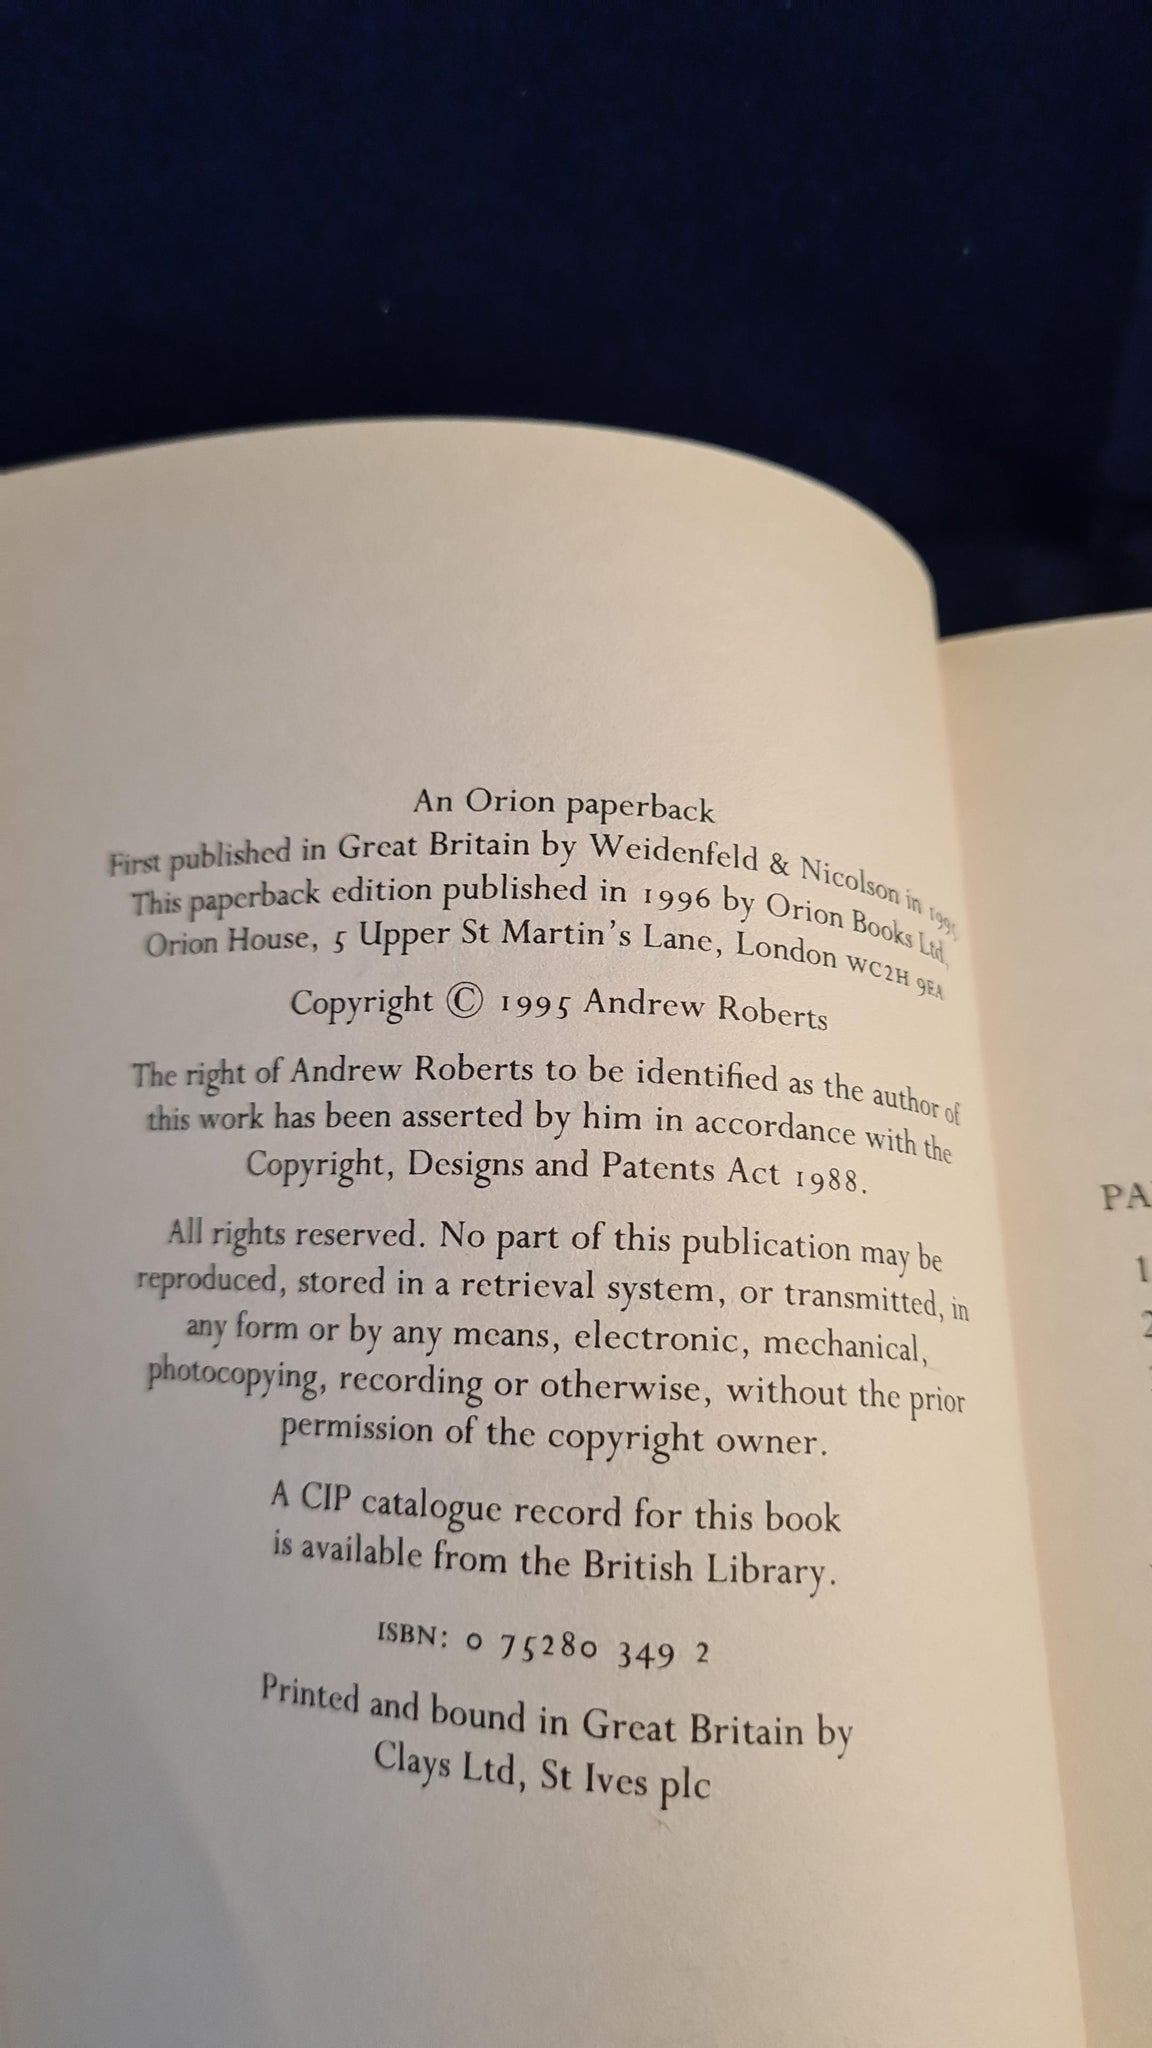 An Orion paperback
First published in Great Britain by Weidenfeld & Nicolson in 1995
This paperback edition published in 1996 by Orion Books Ltd,
Orion House, 5 Upper St Martin's Lane, London WC2H 9EA
Copyright © 1995 Andrew Roberts
The right of Andrew Roberts to be identified as the author of
this work has been asserted by him in accordance with the
Copyright, Designs and Patents Act 1988.
All rights reserved. No part of this publication may be
reproduced, stored in a retrieval system, or transmitted, in
any form or by any means, electronic, mechanical,
photocopying, recording or otherwise, without the prior
permission of the copyright owner.
A CIP catalogue record for this book
is available from the British Library.
ISBN: 0 75280 349 2
Printed and bound in Great Britain by
Clays Ltd, St Ives plc
PA
1
2